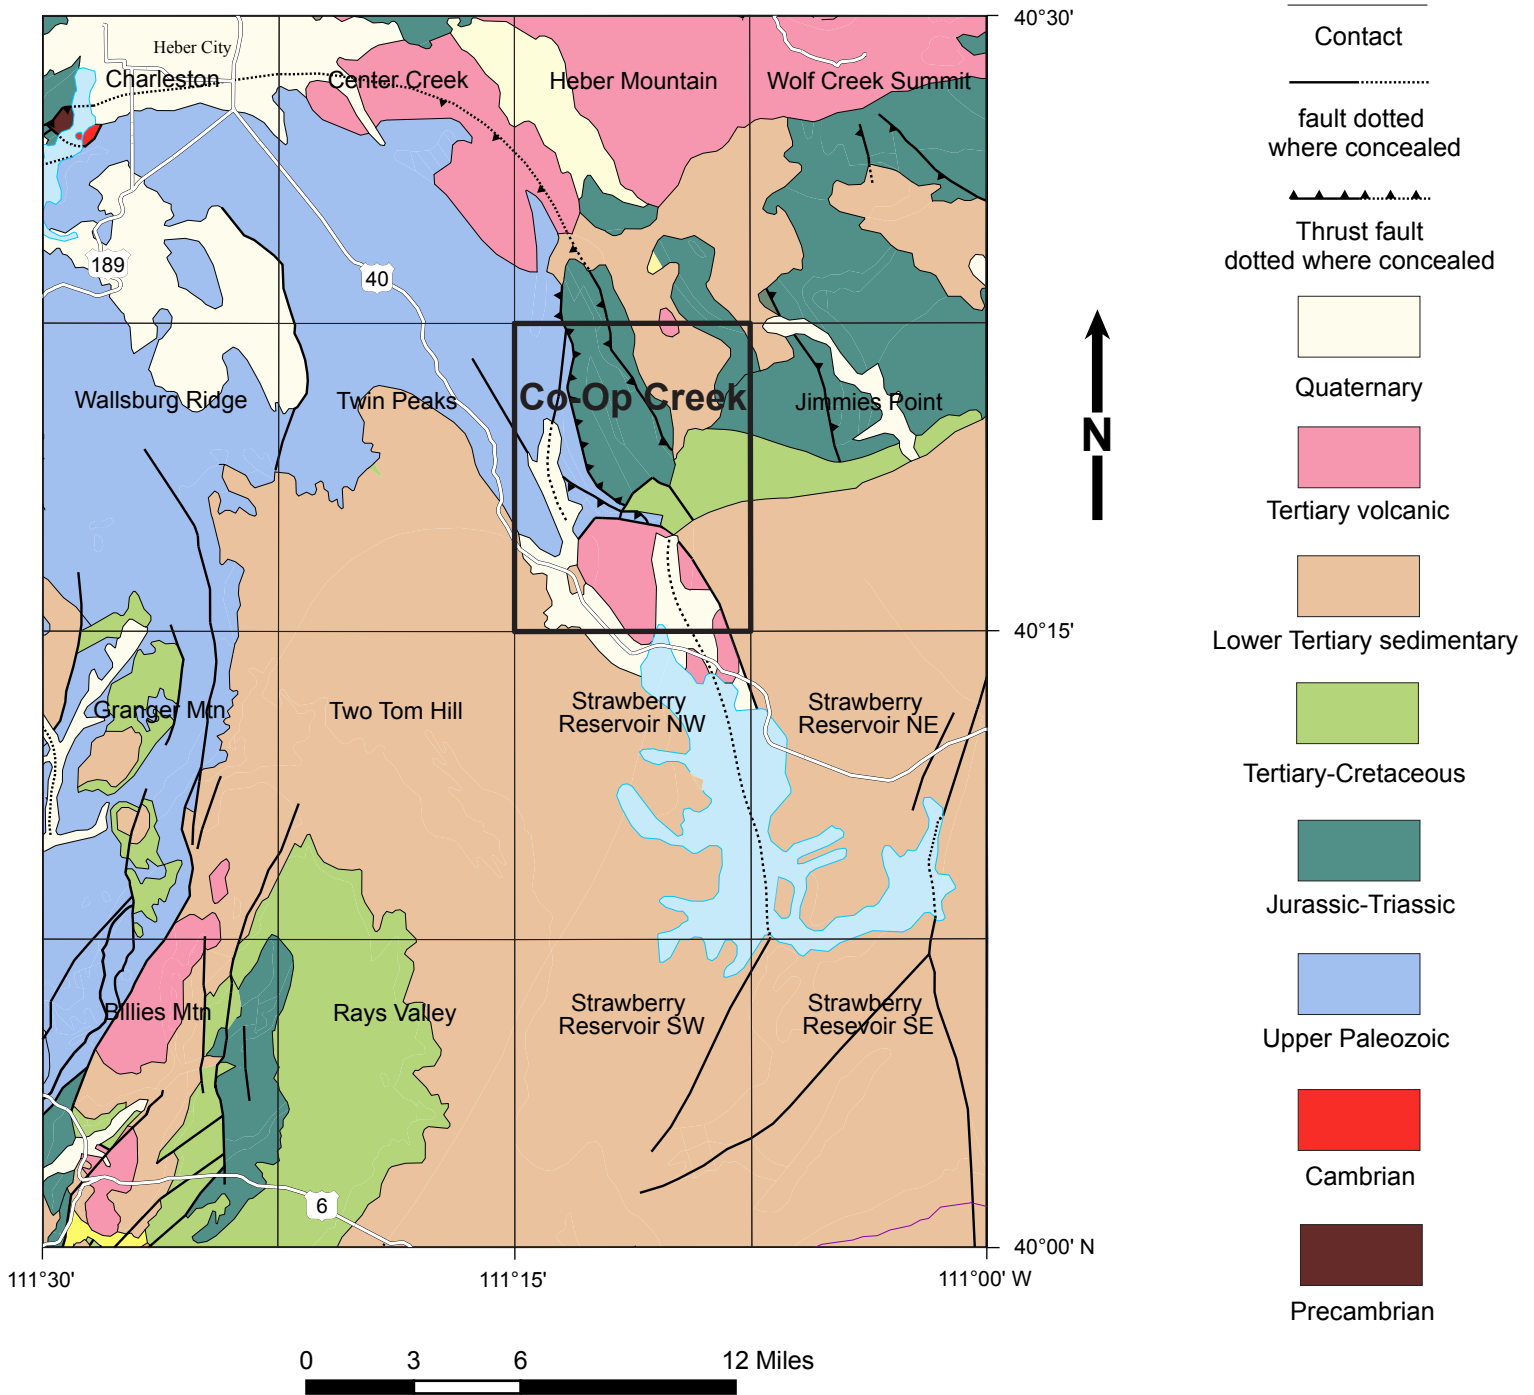 40°30'
Heber City
Charleston
Center Creek
Heber Mountain
Wolf Creek Summit
189
40
Wallsburg Ridge
Twin Peaks
Co-Op Creek
Jimmies Point
40°15'
Granger Mtn
Two Tom Hill
Strawberry
Reservoir NW
Strawberry
Reservoir NE
Billies Mtn
Rays Valley
Strawberry
Reservoir SW
Strawberry
Resevoir SE
6
40°00' N
111°30'
111°15'
111°00' W
0
3
6
12 Miles
N
Contact
fault dotted
where concealed
Thrust fault
dotted where concealed
Quaternary
Tertiary volcanic
Lower Tertiary sedimentary
Tertiary-Cretaceous
Jurassic-Triassic
Upper Paleozoic
Cambrian
Precambrian